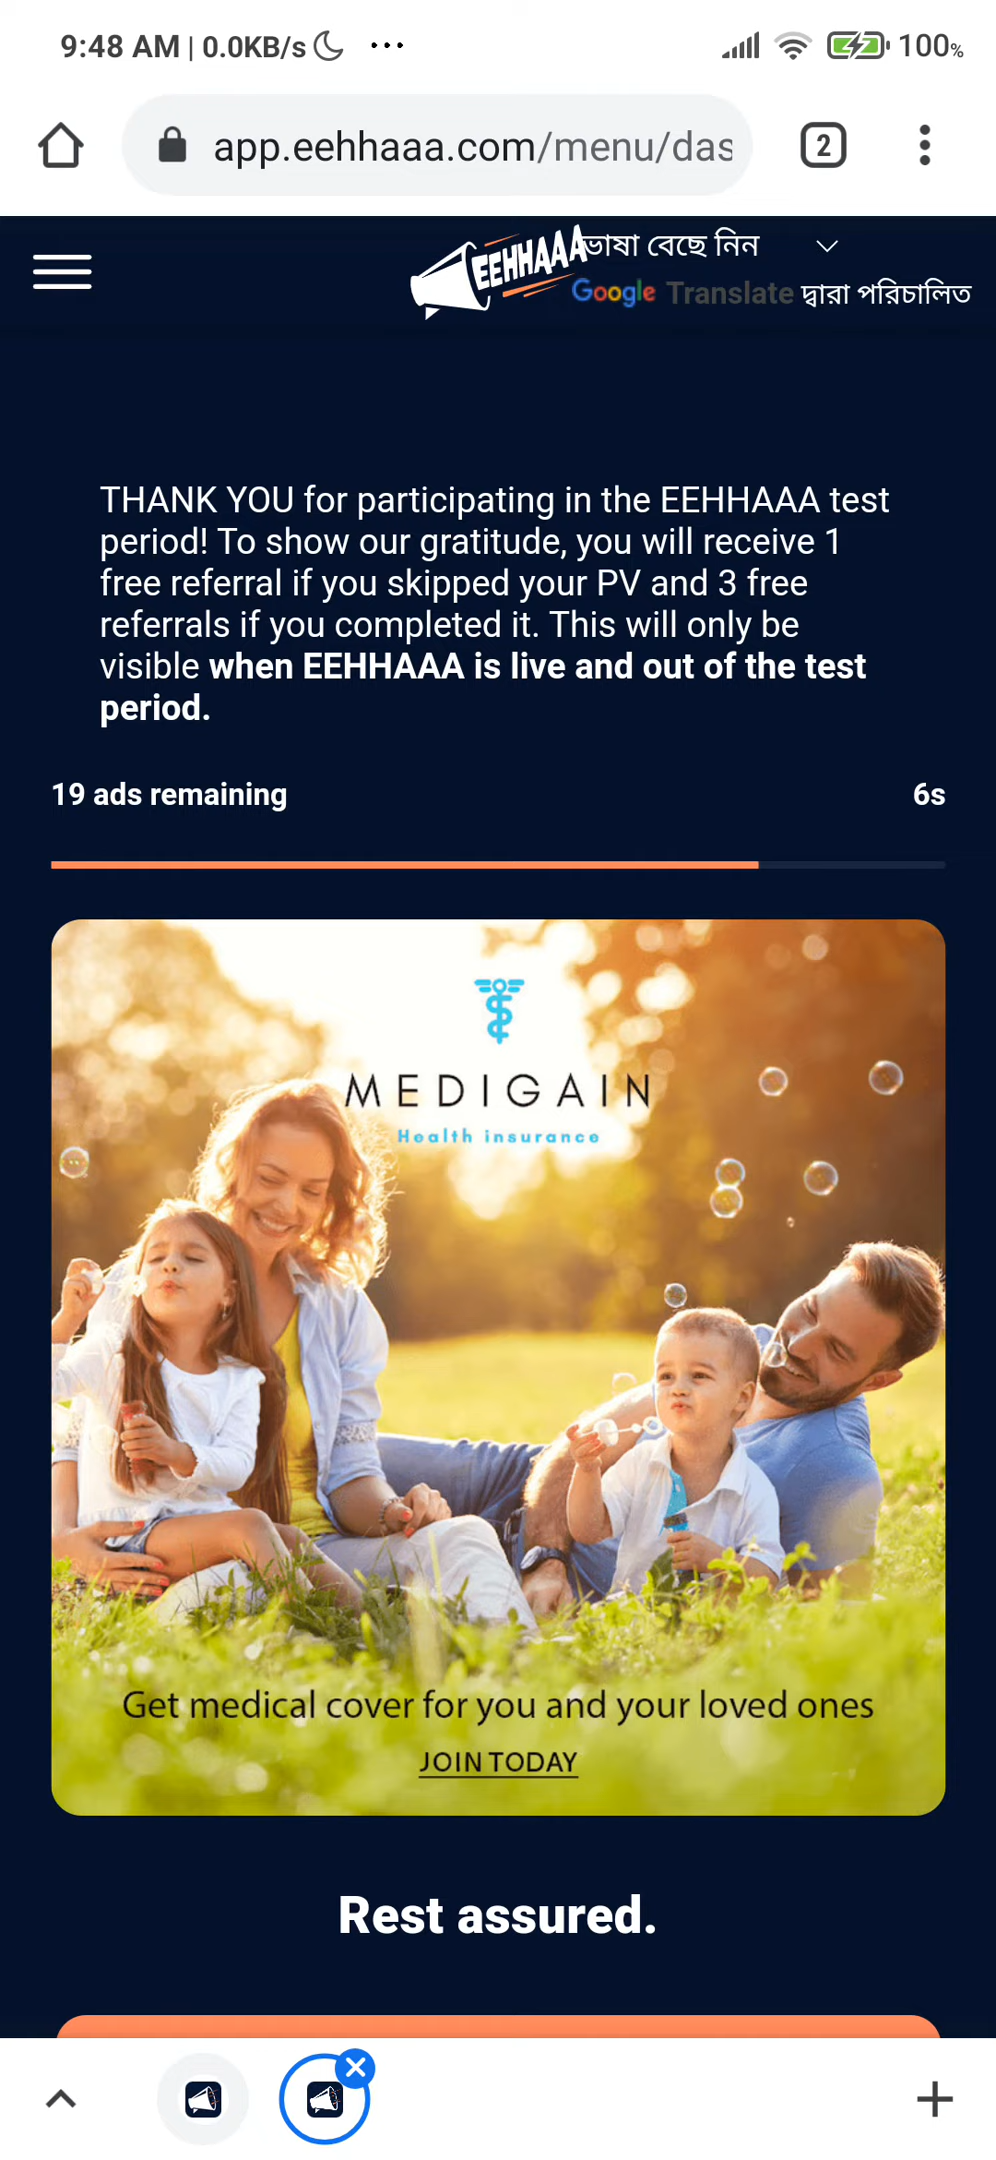 9:48 AM | 0.0KB/s ...
100%
app.eehhaaa.com/menu/das
2
EEHHAAA
ভাষা বেছে নিন
Google Translate দ্বারা পরিচালিত
THANK YOU for participating in the EEHHAAA test
period! To show our gratitude, you will receive 1
free referral if you skipped your PV and 3 free
referrals if you completed it. This will only be
visible when EEHHAAA is live and out of the test
period.
19 ads remaining
6s
MEDIGAIN
Health insurance
Get medical cover for you and your loved ones
JOIN TODAY
Rest assured.